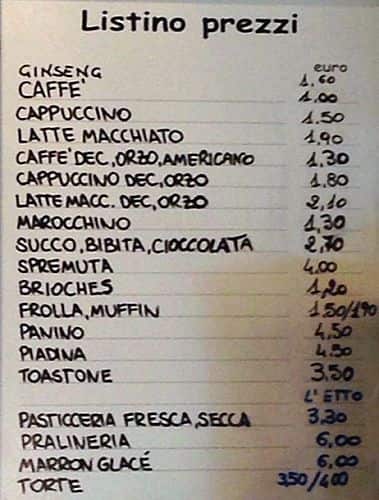 Listino prezzi
euro
GINSENG 1,60
CAFFE' 1.00
CAPPUCCINO 1.50
LATTE MACCHIATO 1,90
CAFFE' DEC, ORZO, AMERICANO 1,30
CAPPUCCINO DEC, ORZO 1,80
LATTE MACC. DEC, ORZO 2,10
MAROCCHINO 1,30
SUCCO, BIBITA, CIOCCOLATA 2,70
SPREMUTA 4.00
BRIOCHES 1,20
FROLLA, MUFFIN 1,50/1,90
PANINO 4,50
PIADINA 4.50
TOASTONE 3,50
L'ETTO
PASTICCERIA FRESCA, SECCA 3,30
PRALINERIA 6,00
MARRON GLACÉ 6,00
TORTE 3,50/4,00